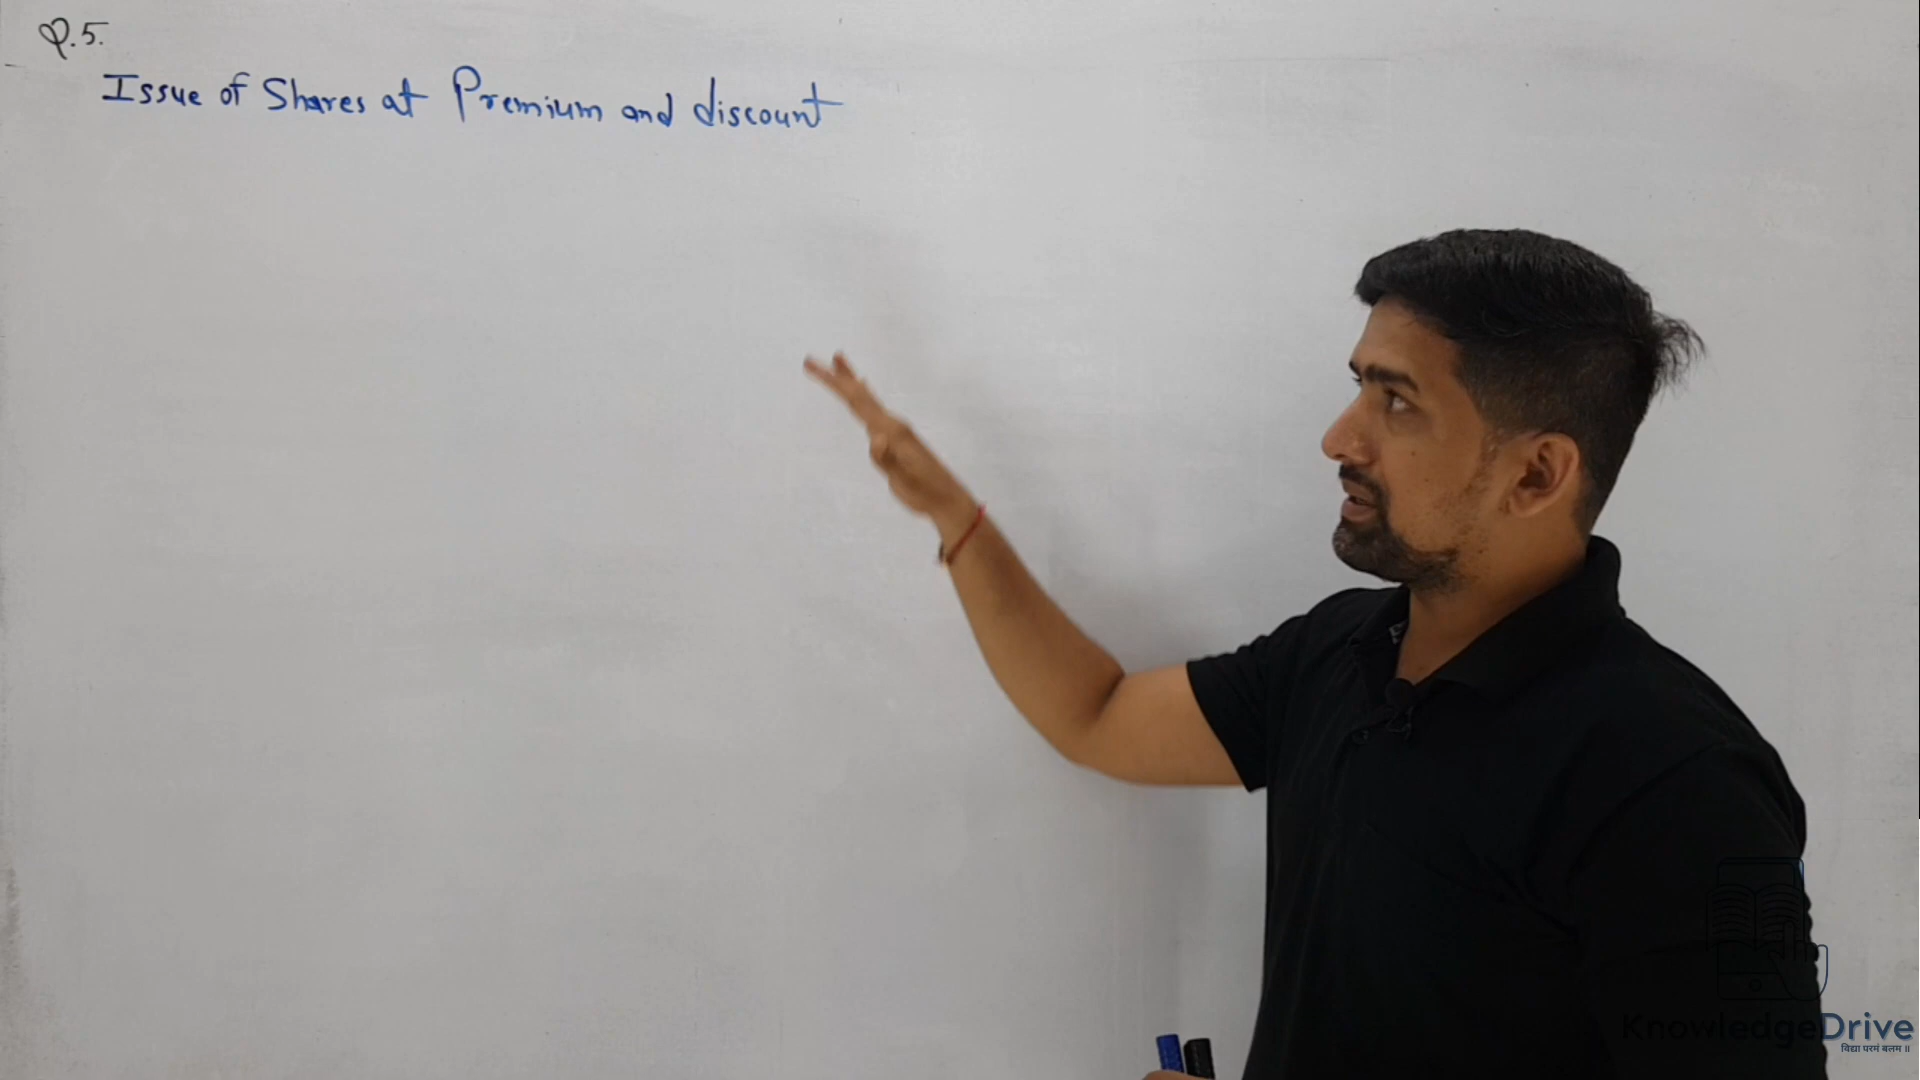 Q.5.
Issue of Shares at Premium and discount
KnowledgeDrive
विद्या परमं बलम ॥